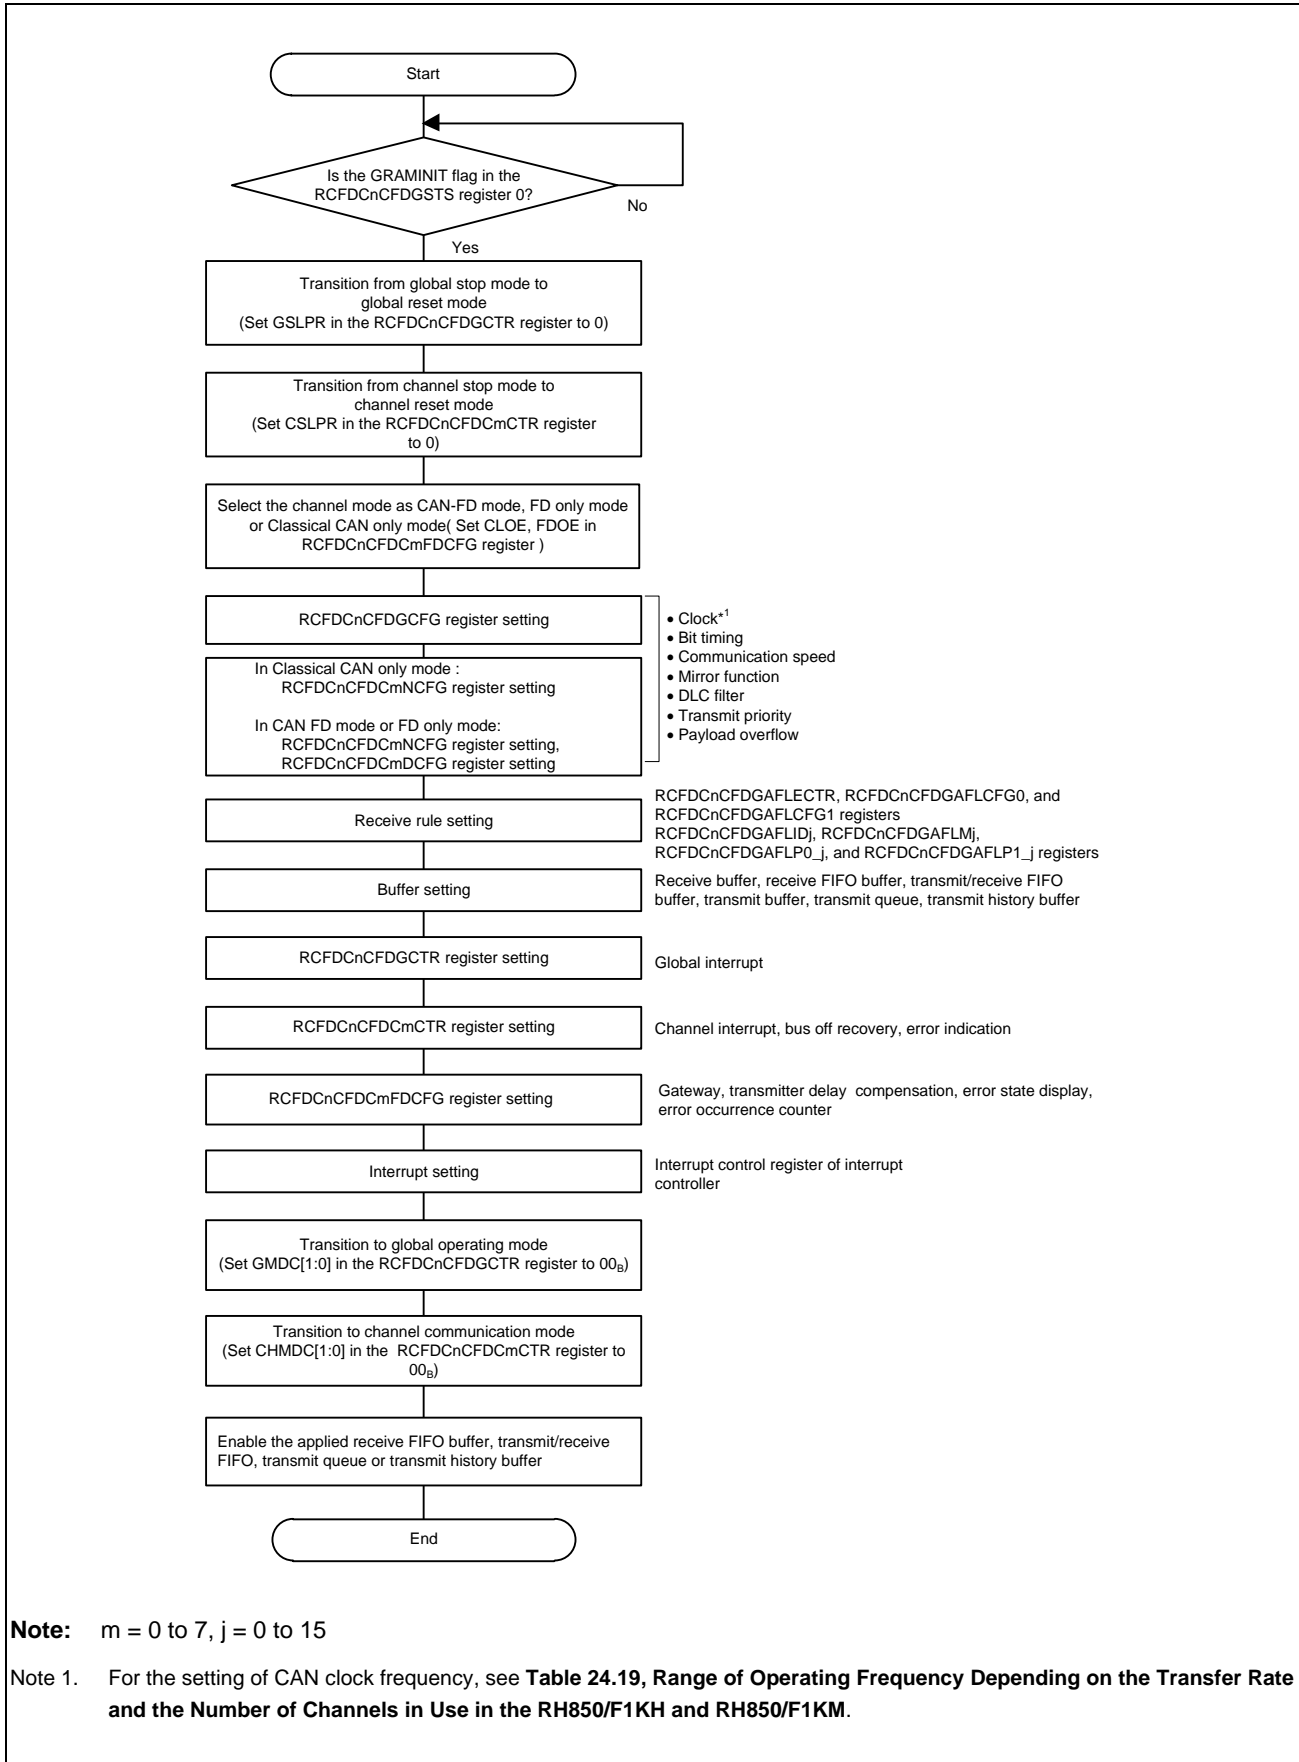 Start
Is the GRAMINIT flag in the
RCFDCnCFDGSTS register 0?
No
Yes
Transition from global stop mode to
global reset mode
(Set GSLPR in the RCFDCnCFDGCTR register to 0)
Transition from channel stop mode to
channel reset mode
(Set CSLPR in the RCFDCnCFDCmCTR register
to 0)
Select the channel mode as CAN-FD mode, FD only mode
or Classical CAN only mode( Set CLOE, FDOE in
RCFDCnCFDCmFDCFG register )
RCFDCnCFDGCFG register setting
In Classical CAN only mode :
RCFDCnCFDCmNCFG register setting
In CAN FD mode or FD only mode:
RCFDCnCFDCmNCFG register setting,
RCFDCnCFDCmDCFG register setting
• Clock*1
• Bit timing
• Communication speed
• Mirror function
• DLC filter
• Transmit priority
• Payload overflow
Receive rule setting
RCFDCnCFDGAFLECTR, RCFDCnCFDGAFLCFG0, and
RCFDCnCFDGAFLCFG1 registers
RCFDCnCFDGAFLIDj, RCFDCnCFDGAFLMj,
RCFDCnCFDGAFLP0_j, and RCFDCnCFDGAFLP1_j registers
Buffer setting
Receive buffer, receive FIFO buffer, transmit/receive FIFO
buffer, transmit buffer, transmit queue, transmit history buffer
RCFDCnCFDGCTR register setting
Global interrupt
RCFDCnCFDCmCTR register setting
Channel interrupt, bus off recovery, error indication
RCFDCnCFDCmFDCFG register setting
Gateway, transmitter delay compensation, error state display,
error occurrence counter
Interrupt setting
Interrupt control register of interrupt
controller
Transition to global operating mode
(Set GMDC[1:0] in the RCFDCnCFDGCTR register to 00B)
Transition to channel communication mode
(Set CHMDC[1:0] in the RCFDCnCFDCmCTR register to
00B)
Enable the applied receive FIFO buffer, transmit/receive
FIFO, transmit queue or transmit history buffer
End
Note: m = 0 to 7, j = 0 to 15
Note 1. For the setting of CAN clock frequency, see Table 24.19, Range of Operating Frequency Depending on the Transfer Rate
and the Number of Channels in Use in the RH850/F1KH and RH850/F1KM.